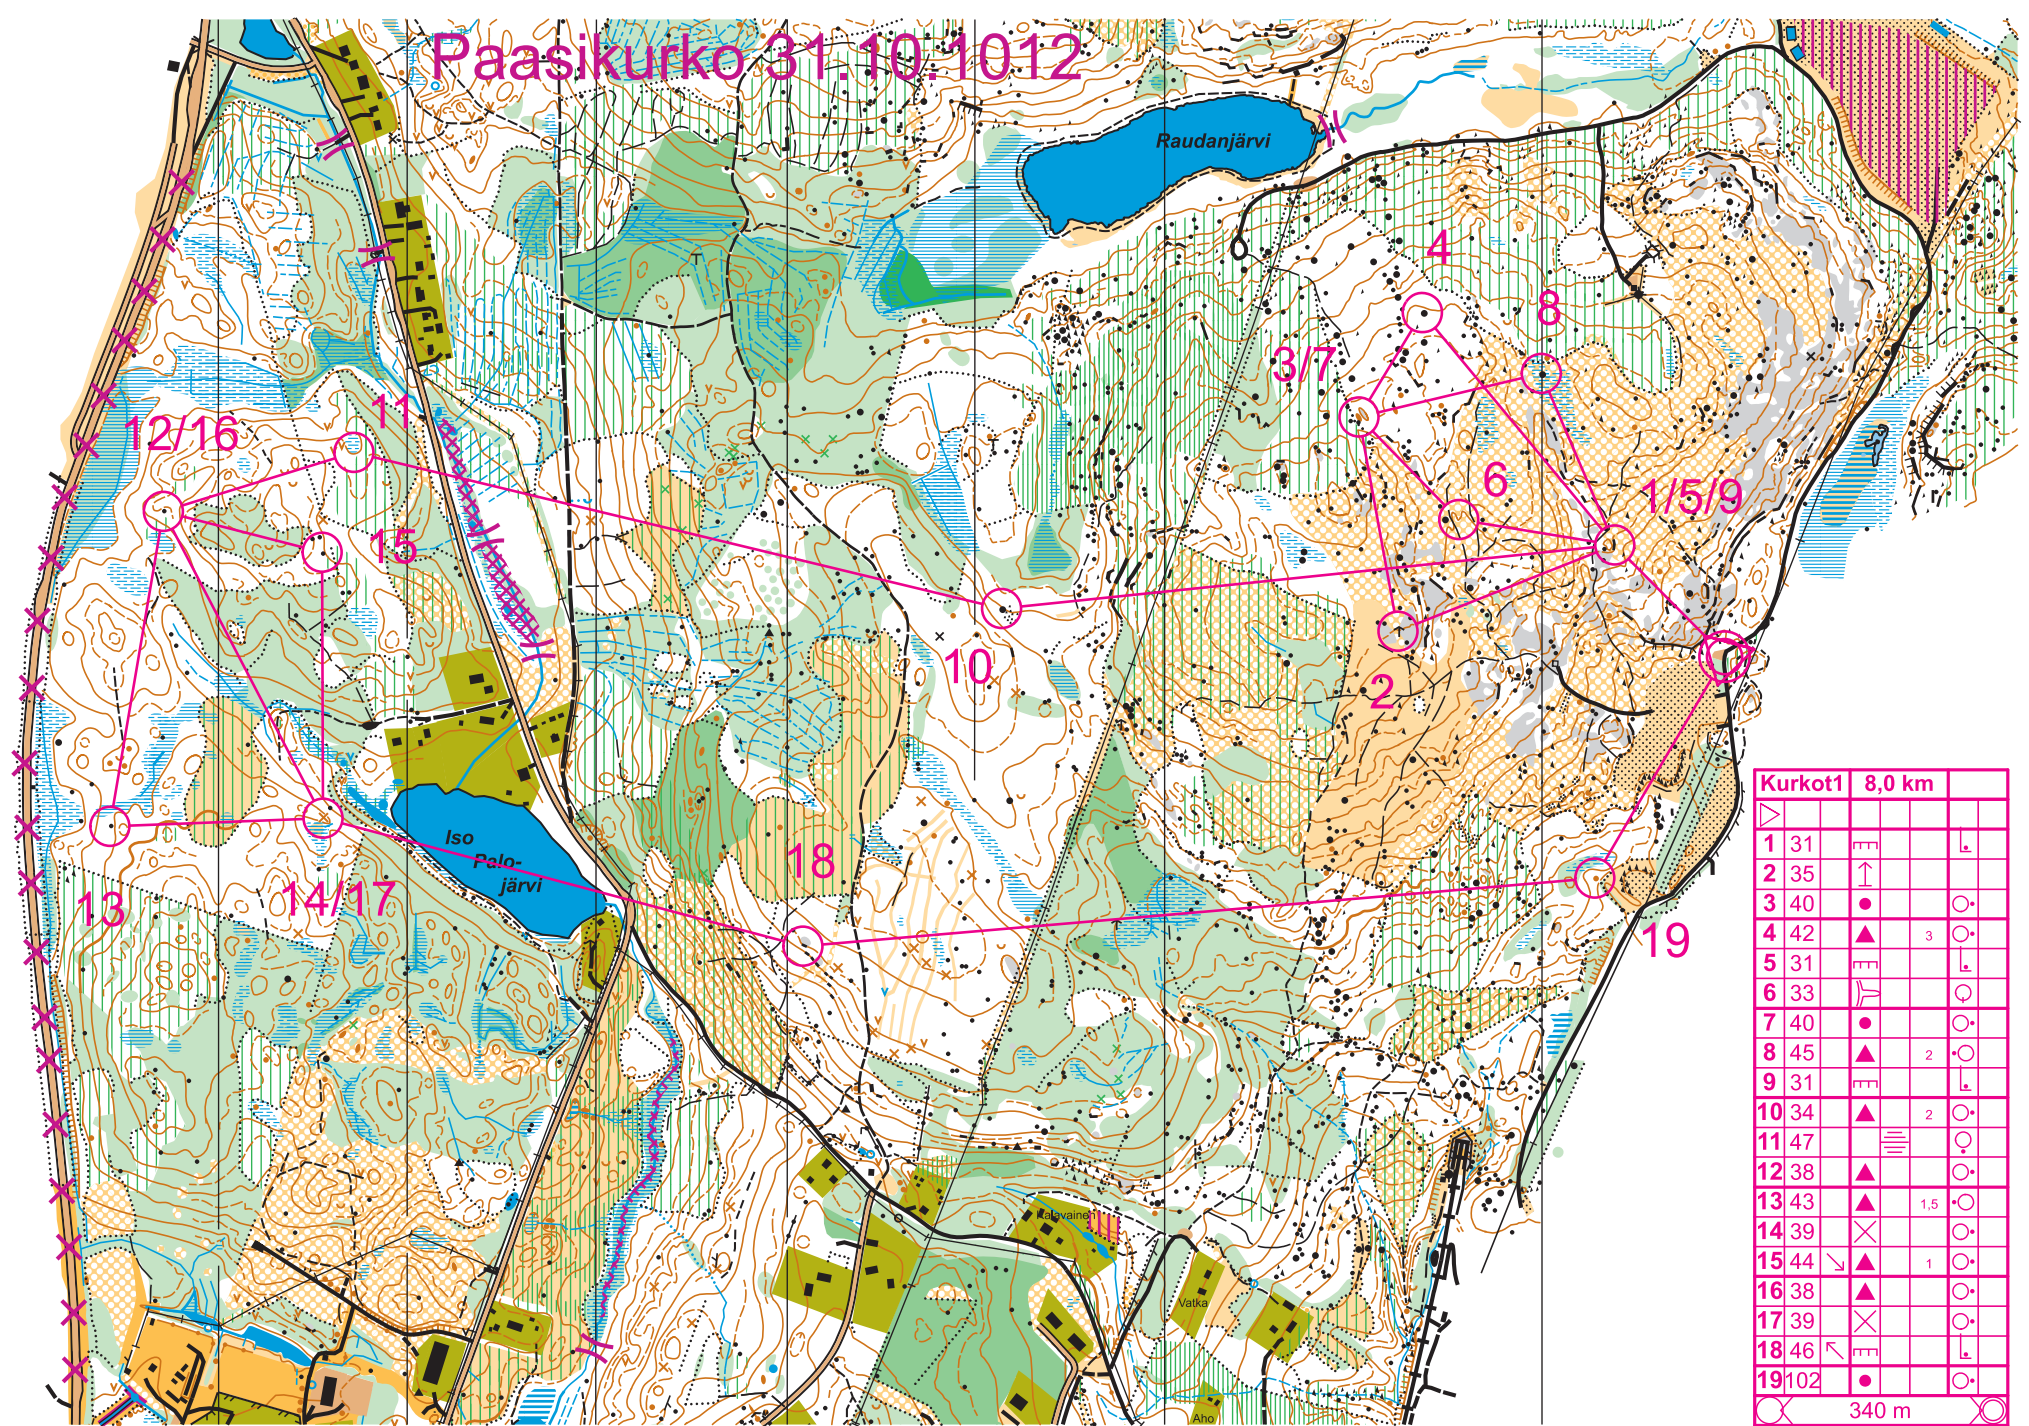 Paasikurko 31.10.1012
Raudanjärvi
4
8
3/7
11
12/16
6
1/5/9
15
10
2
Iso
Palo-
järvi
18
13
14/17
19
Kalavainen
Vatka
Aho
Kurkot1 8,0 km
1 31
2 35
3 40
4 42 3
5 31
6 33
7 40
8 45 2
9 31
10 34 2
11 47
12 38
13 43 1,5
14 39
15 44 1
16 38
17 39
18 46
19 102
340 m